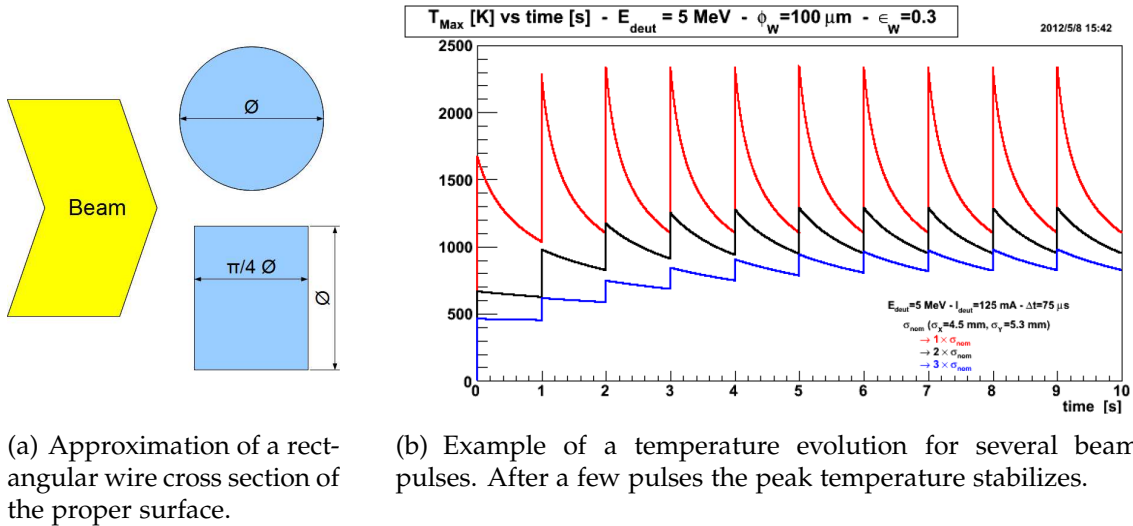 T_Max [K] vs time [s] - E_deut = 5 MeV - ϕ_W=100 μm - ϵ_W=0.3
2012/5/8 15:42
Beam
Ø
π/4 Ø
Ø
2500
2000
1500
1000
500
0
0 1 2 3 4 5 6 7 8 9 10
time [s]
E_deut=5 MeV - I_deut=125 mA - Δt=75 μs
σ_nom (σ_X=4.5 mm, σ_Y=5.3 mm)
→ 1× σ_nom
→ 2× σ_nom
→ 3× σ_nom
(a) Approximation of a rect-
angular wire cross section of
the proper surface.
(b) Example of a temperature evolution for several beam
pulses. After a few pulses the peak temperature stabilizes.